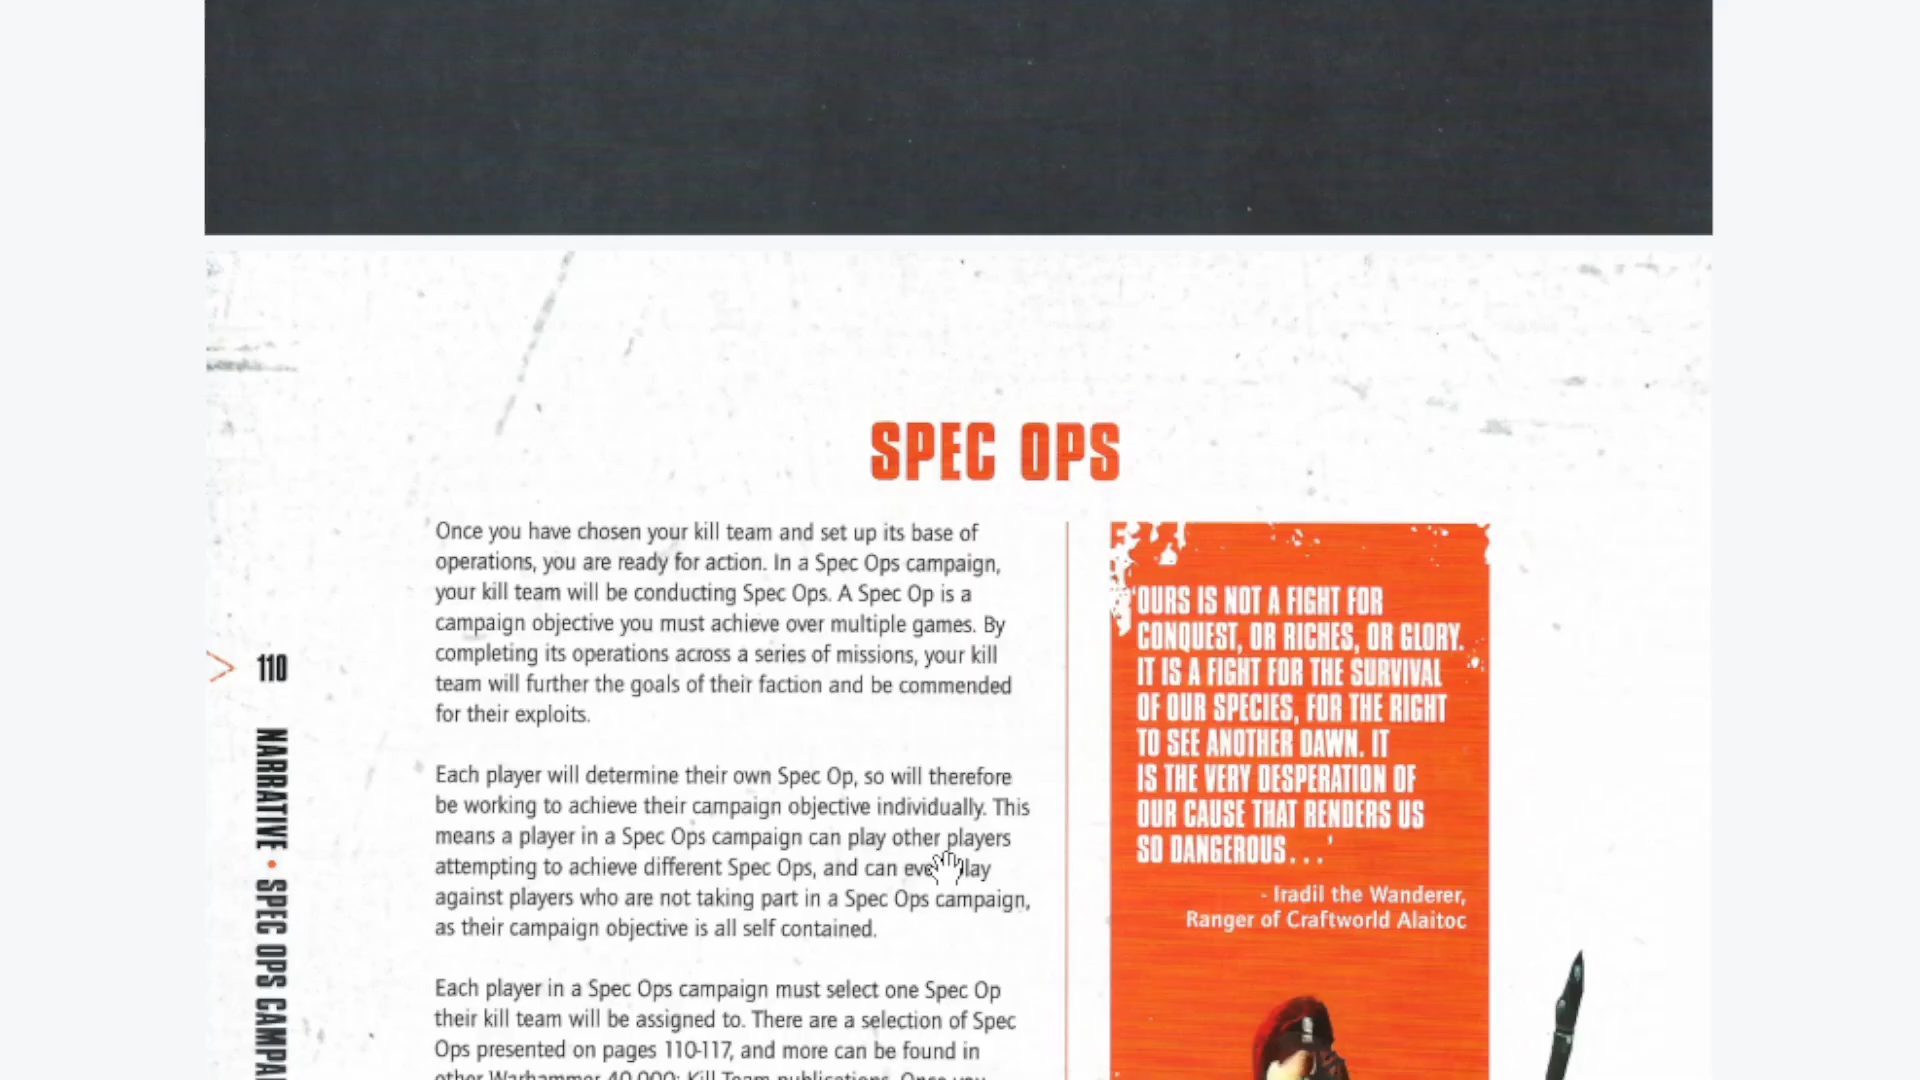 SPEC OPS
Once you have chosen your kill team and set up its base of
operations, you are ready for action. In a Spec Ops campaign,
your kill team will be conducting Spec Ops. A Spec Op is a
campaign objective you must achieve over multiple games. By
completing its operations across a series of missions, your kill
team will further the goals of their faction and be commended
for their exploits.
Each player will determine their own Spec Op, so will therefore
be working to achieve their campaign objective individually. This
means a player in a Spec Ops campaign can play other players
attempting to achieve different Spec Ops, and can
against players who are not taking part in a Spec Ops campaign,
as their campaign objective is all self contained.
Each player in a Spec Ops campaign must select one Spec Op
their kill team will be assigned to. There are a selection of Spec
Ops presented on pages 110-117, and more can be found in
other Warhammer 40,000: Kill Team publications. Once you
'OURS IS NOT A FIGHT FOR
CONQUEST, OR RICHES, OR GLORY.
IT IS A FIGHT FOR THE SURVIVAL
OF OUR SPECIES, FOR THE RIGHT
TO SEE ANOTHER DAWN. IT
IS THE VERY DESPERATION OF
OUR CAUSE THAT RENDERS US
SO DANGEROUS...'
- Iradil the Wanderer,
Ranger of Craftworld Alaitoc
110
NARRATIVE • SPEC OPS